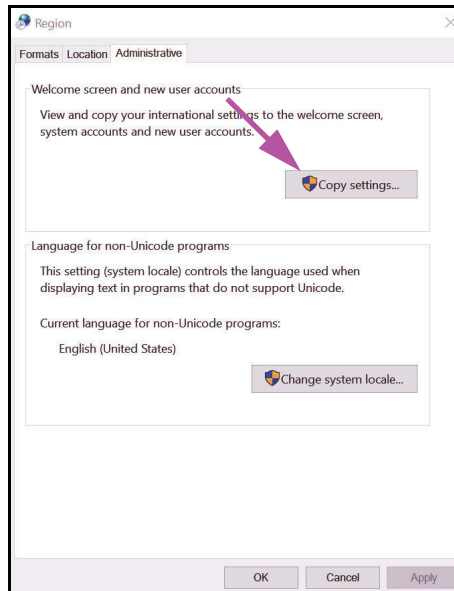 Region
Formats
Location
Administrative
Welcome screen and new user accounts
View and copy your international settings to the welcome screen,
system accounts and new user accounts.
Copy settings...
Language for non-Unicode programs
This setting (system locale) controls the language used when
displaying text in programs that do not support Unicode.
Current language for non-Unicode programs:
English (United States)
Change system locale...
OK
Cancel
Apply